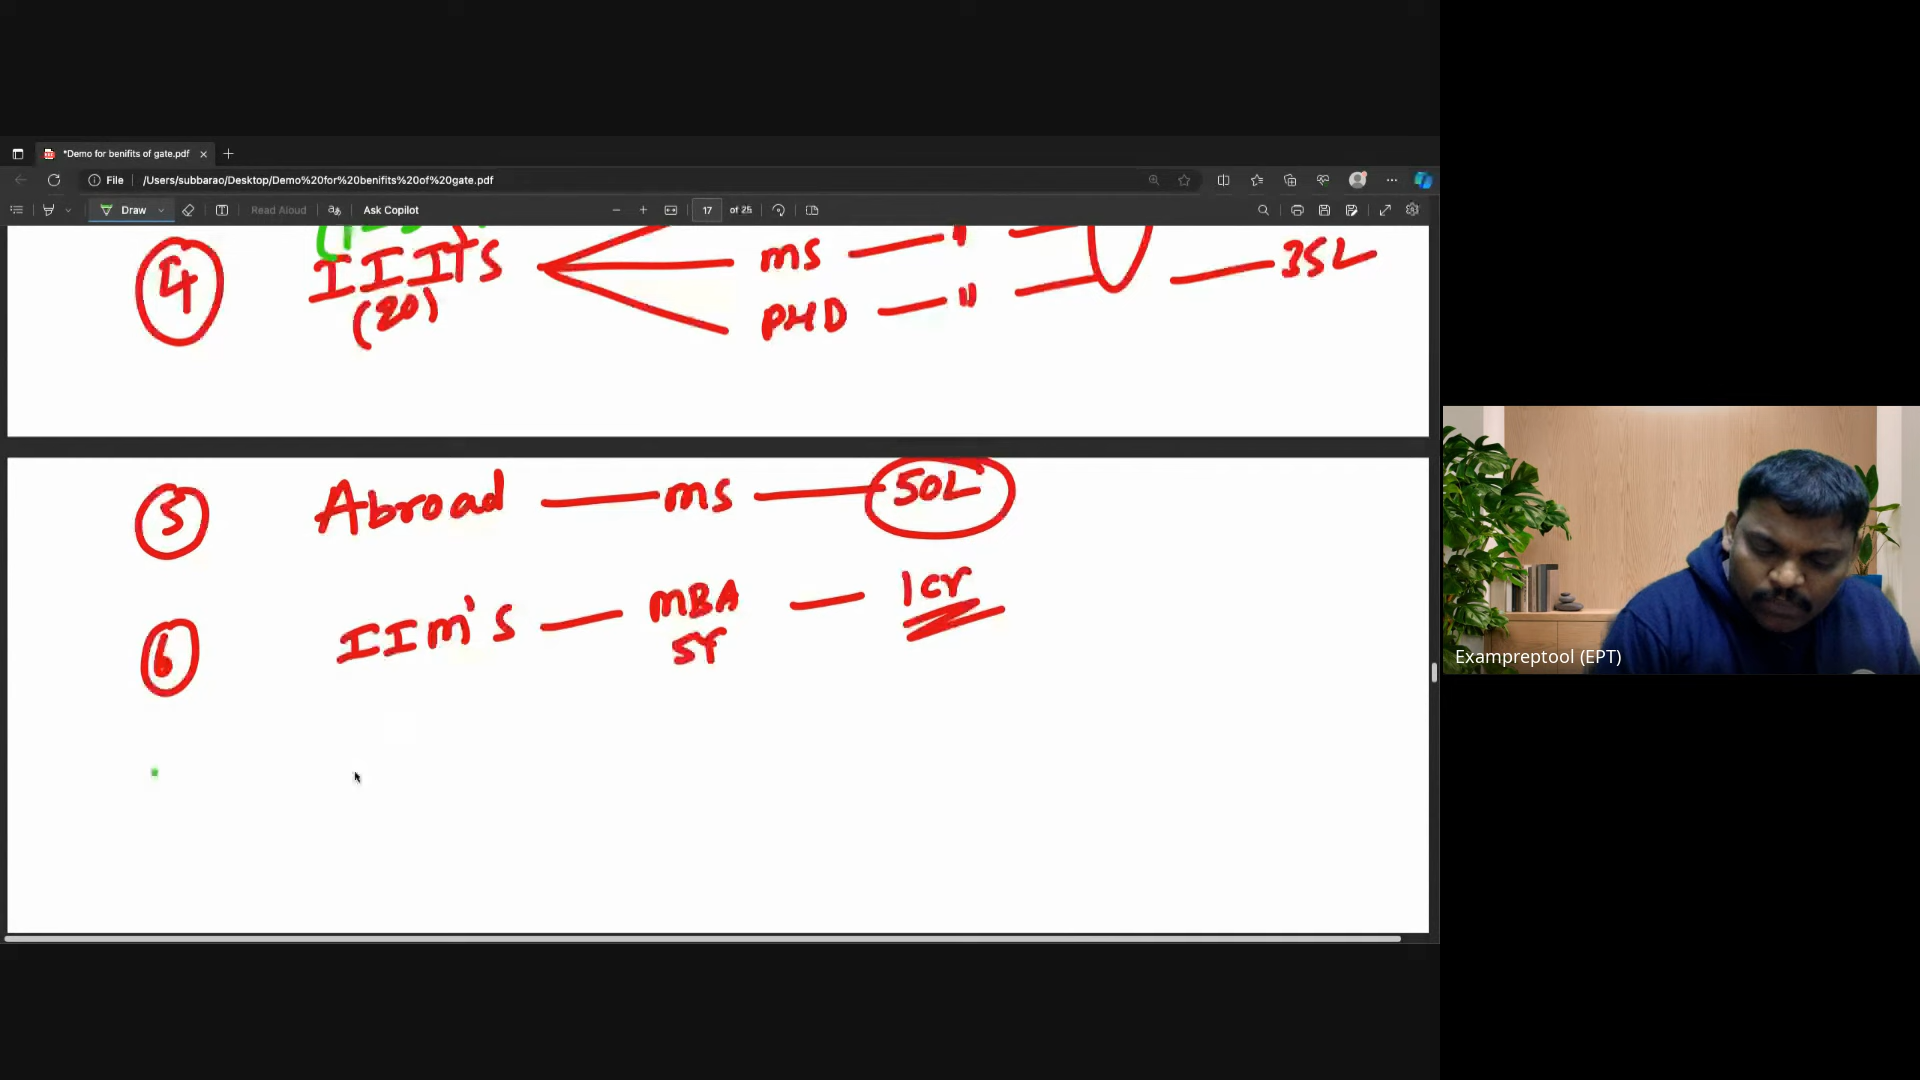 *Demo for benifits of gate.pdf
File /Users/subbarao/Desktop/Demo%20for%20benifits%20of%20gate.pdf
Draw Read Aloud Ask Copilot 17 of 25
4 IIITS ms — " — 35L
(20) PHD — "
5 Abroad — ms — 50L
6 IIm's — MBA — 1cr
5Y
Exampreptool (EPT)